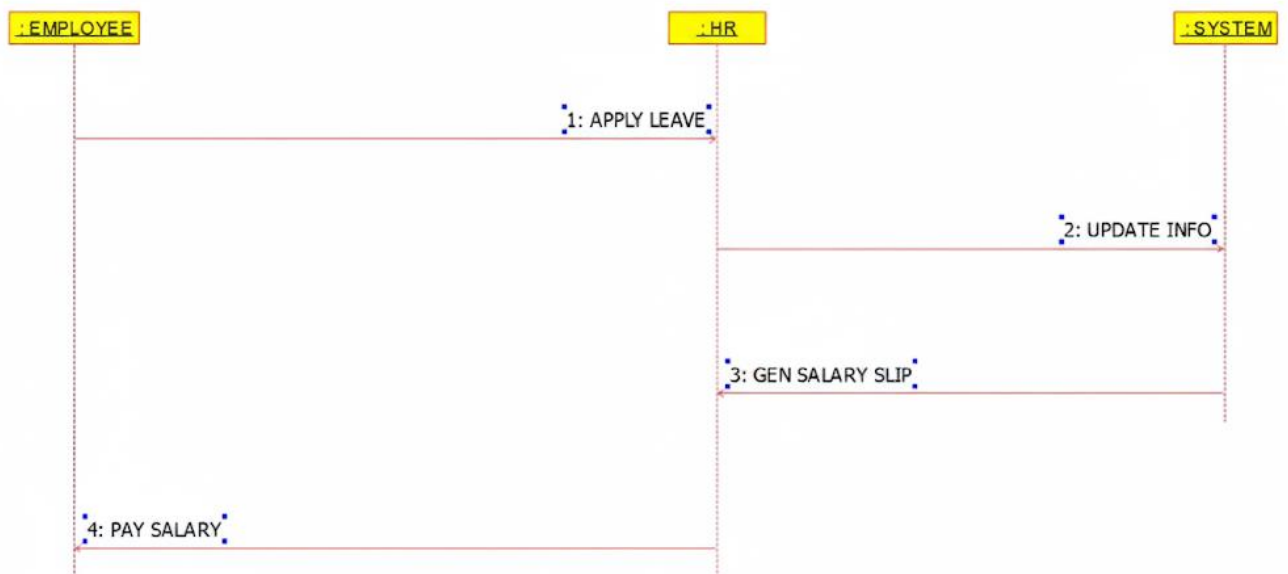 : EMPLOYEE
: HR
: SYSTEM
1: APPLY LEAVE
2: UPDATE INFO
3: GEN SALARY SLIP
4: PAY SALARY